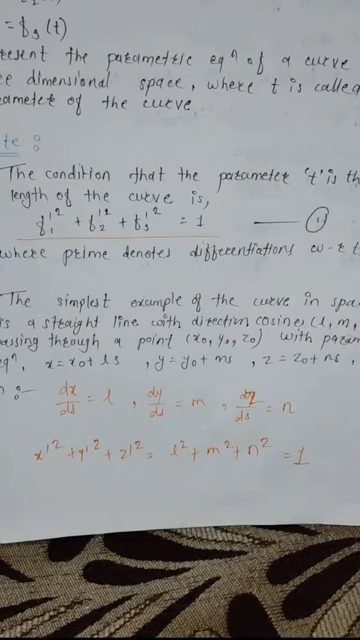 = f₃(t)
present the parametric eqⁿ of a curve
ce dimensional space, where t is called
rameter of the curve.
te :
The condition that the parameter 't' is the
length of the curve is,
f₁'² + f₂'² + f₃'² = 1 ——— ①
where prime denotes differentiations w.r.t t
The simplest example of the curve in spac
is a straight line with direction cosines (l, m,
passing through a point (x₀, y₀, z₀) with param
eqⁿ, x = x₀ + ls , y = y₀ + ms , z = z₀ + ns ,
n :- dx/ds = l , dy/ds = m , dz/ds = n
x'² + y'² + z'² = l² + m² + n² = 1